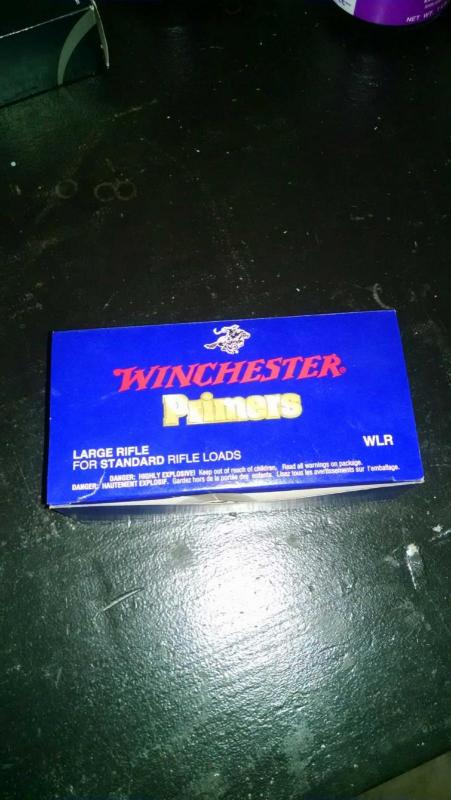 NET WT
WINCHESTER®
Primers
LARGE RIFLE
FOR STANDARD RIFLE LOADS
WLR
DANGER: HIGHLY EXPLOSIVE! Keep out of reach of children. Read all warnings on package.
DANGER: HAUTEMENT EXPLOSIF. Gardez hors de la portée des enfants. Lisez tous les avertissements sur l'emballage.